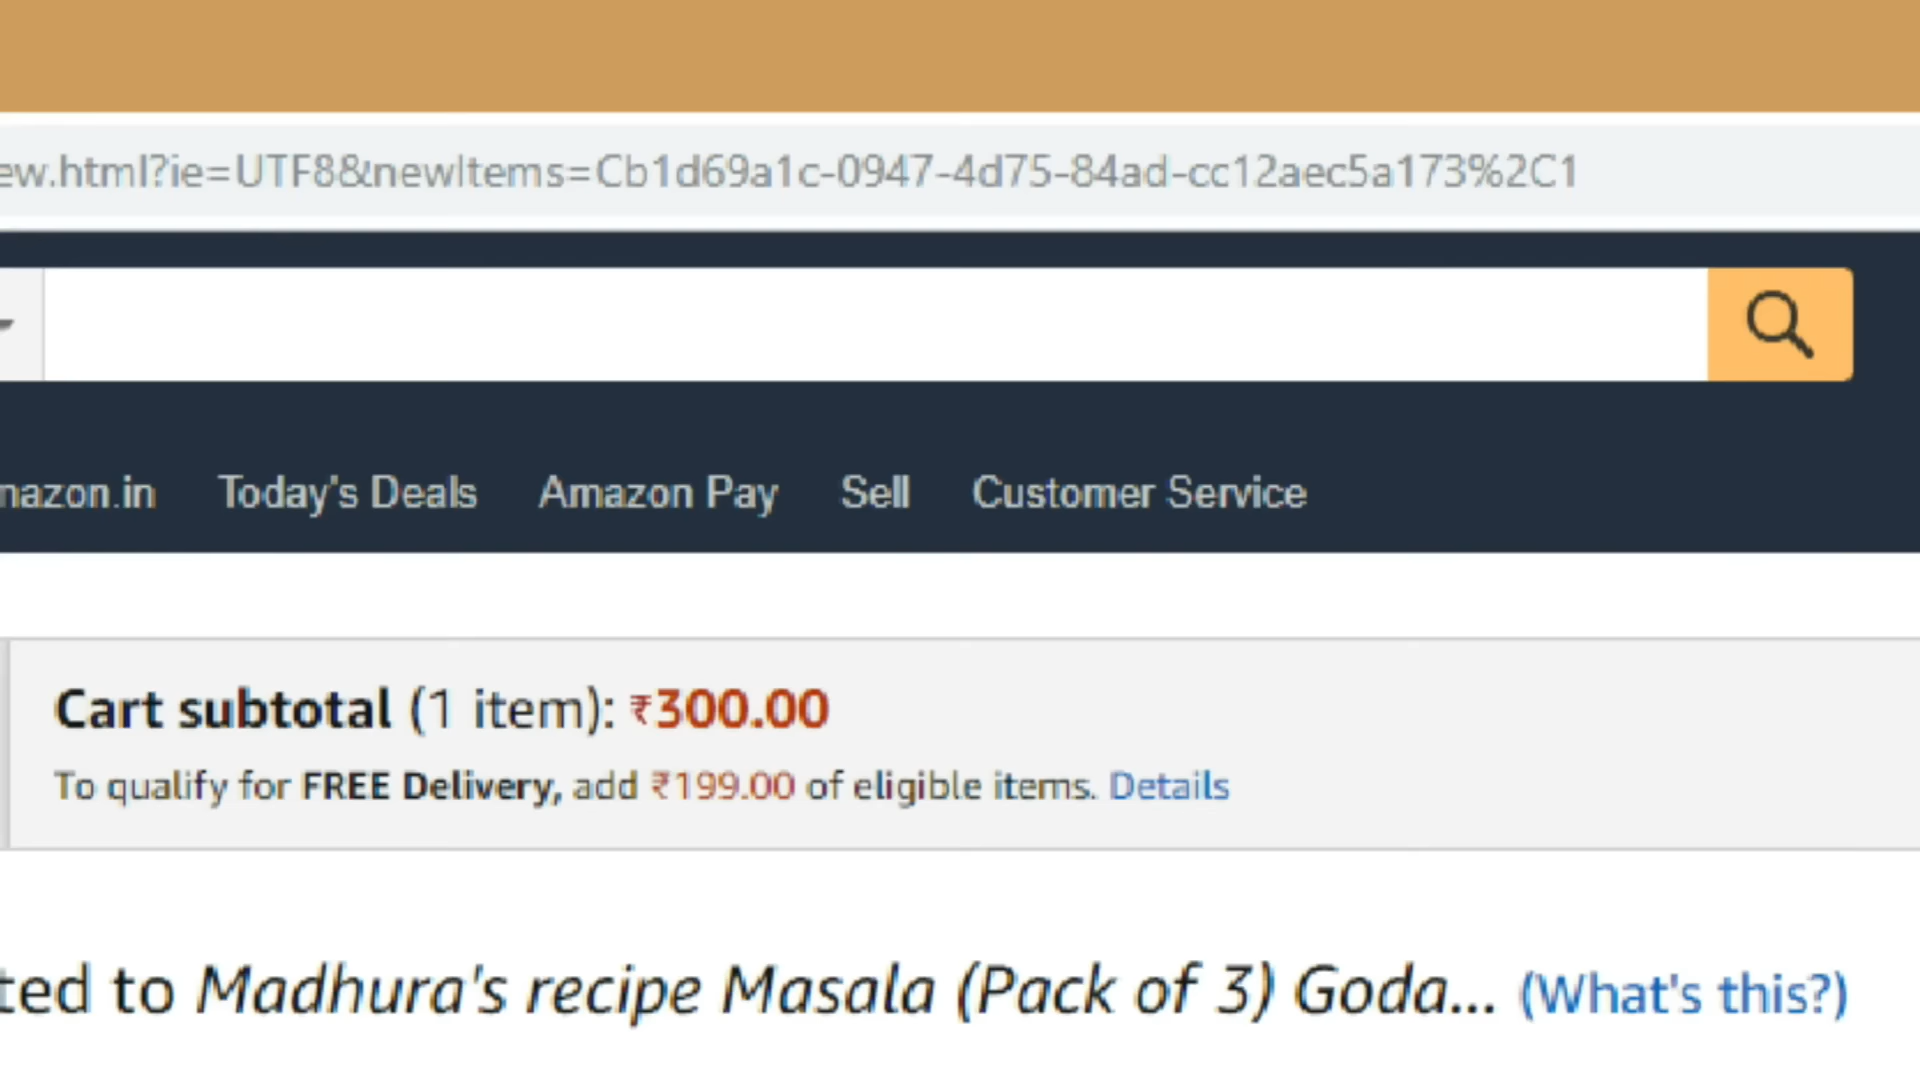 ew.html?ie=UTF8&newItems=Cb1d69a1c-0947-4d75-84ad-cc12aec5a173%2C1
mazon.in Today's Deals Amazon Pay Sell Customer Service
Cart subtotal (1 item): ₹300.00
To qualify for FREE Delivery, add ₹199.00 of eligible items. Details
ted to Madhura's recipe Masala (Pack of 3) Goda... (What's this?)